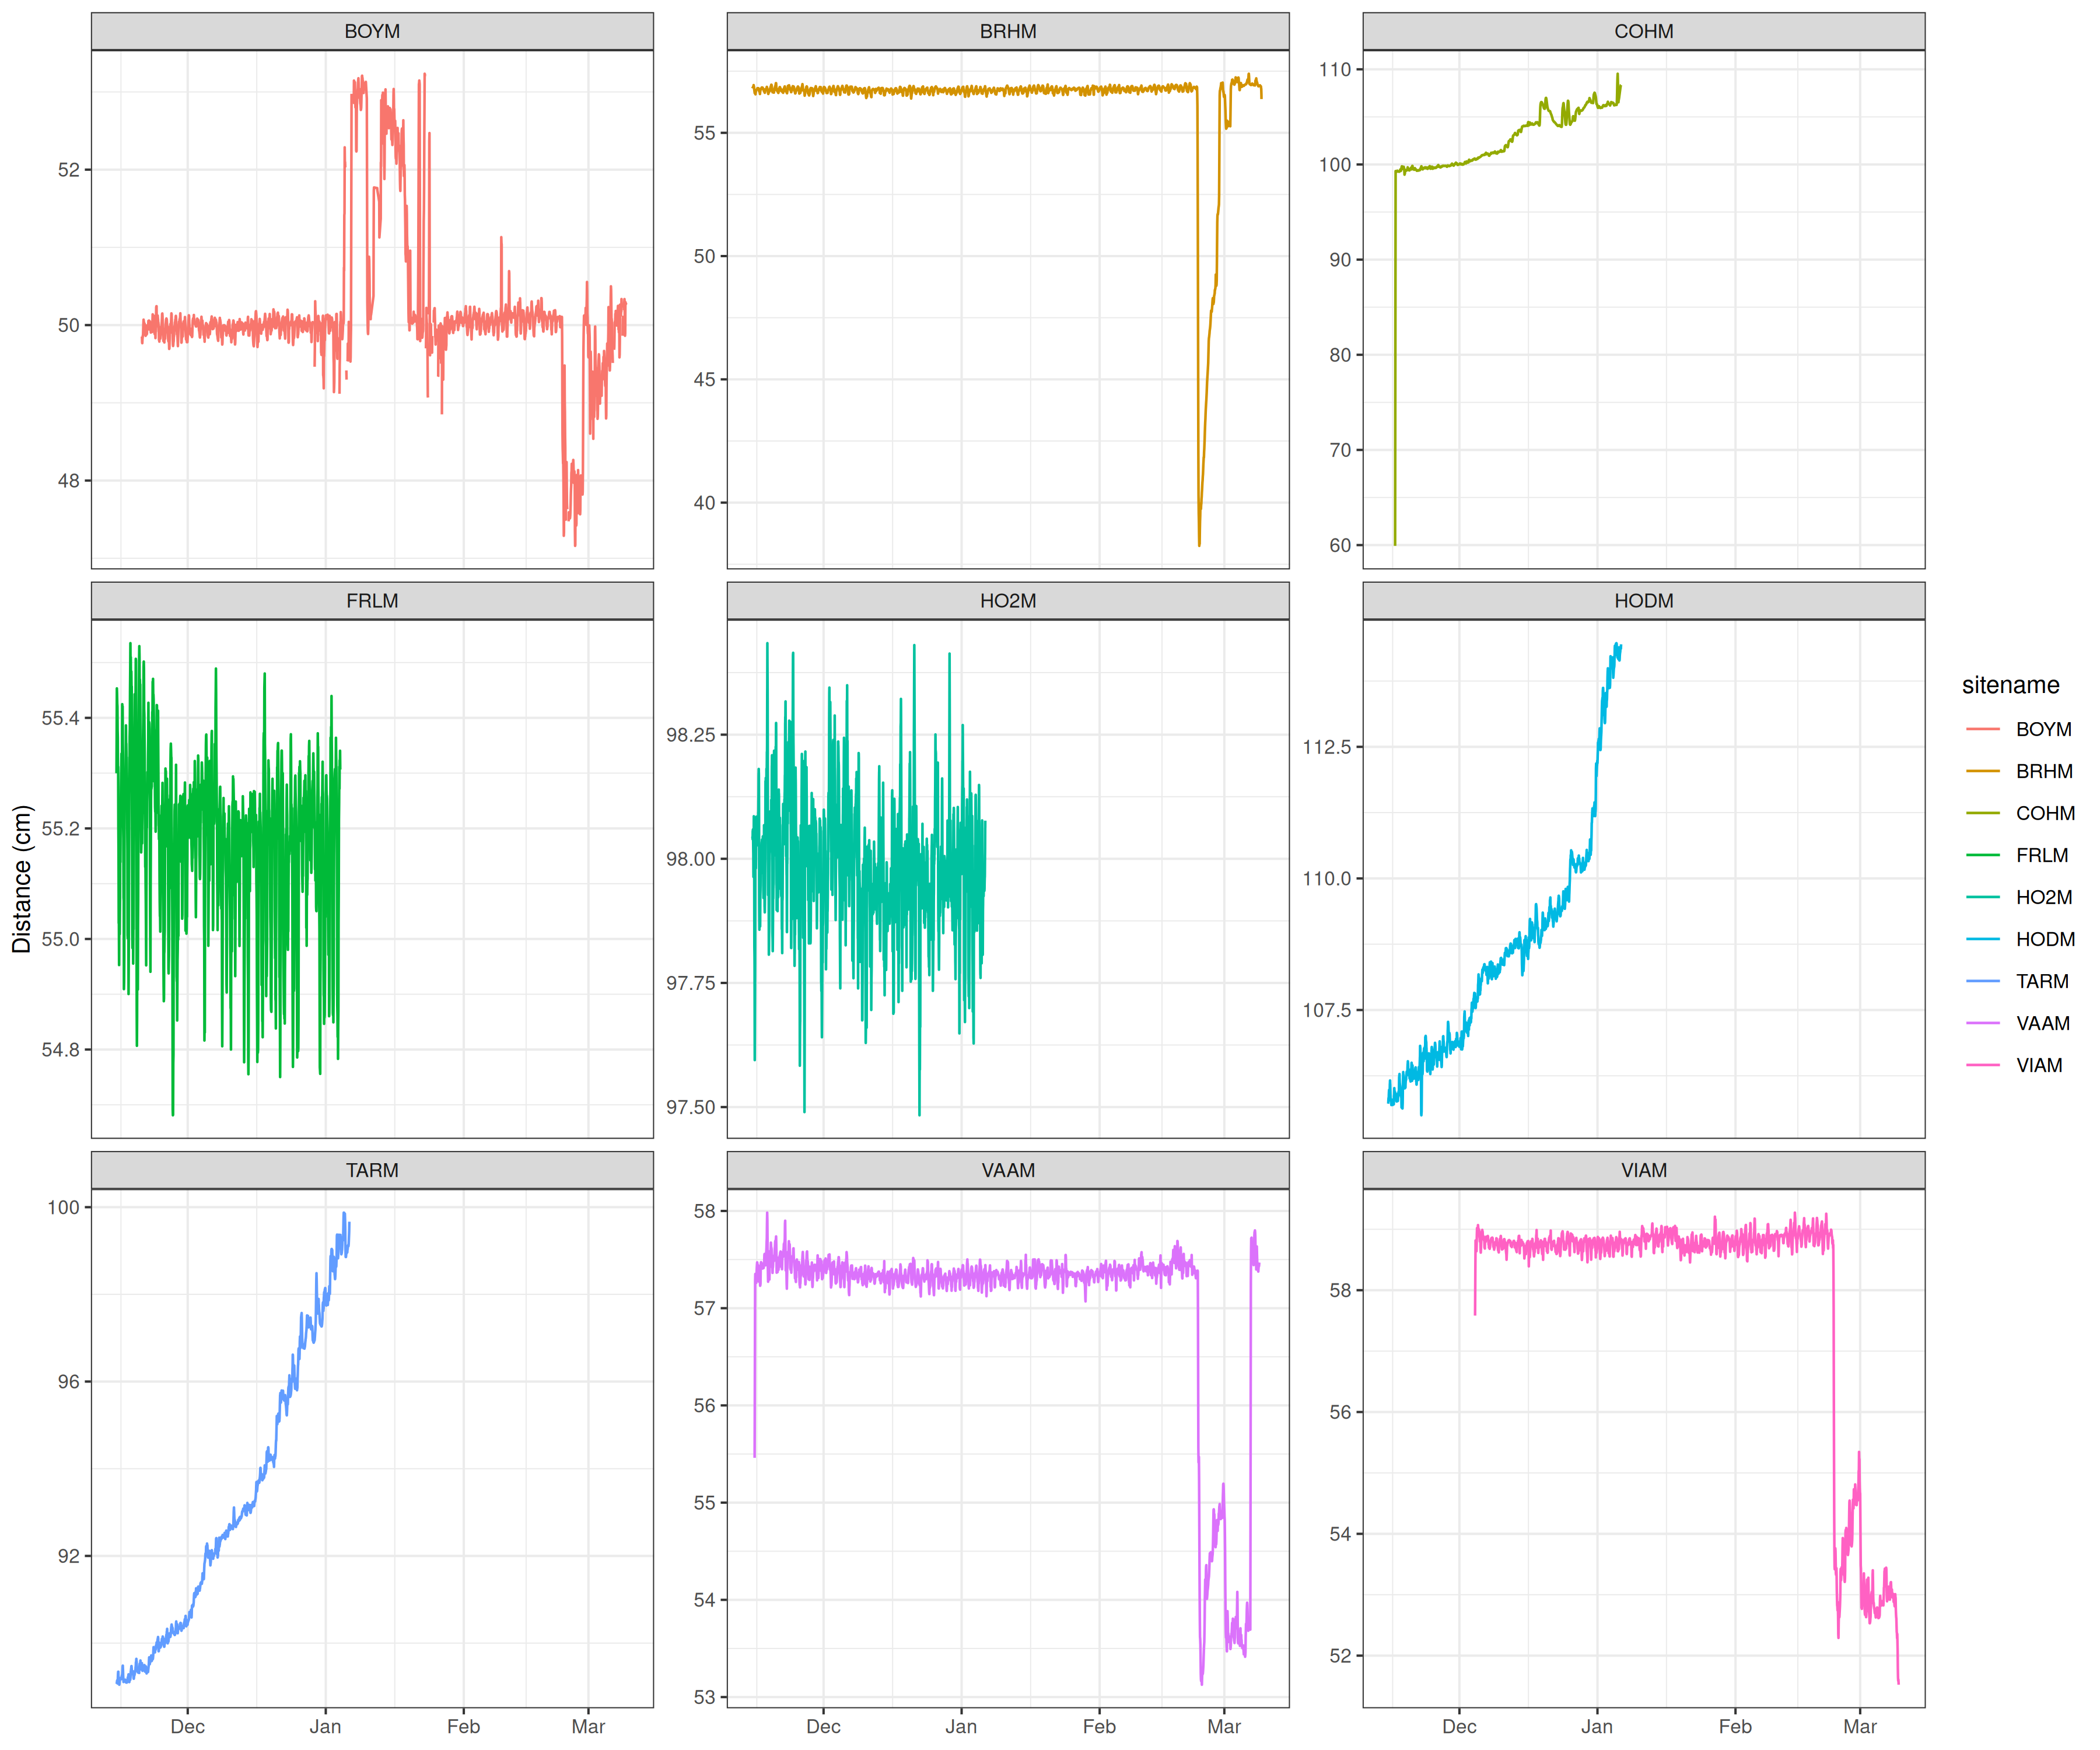 BOYM
BRHM
COHM
52
50
48
55
50
45
40
110
100
90
80
70
60
FRLM
HO2M
HODM
55.4
55.2
55.0
54.8
98.25
98.00
97.75
97.50
112.5
110.0
107.5
TARM
VAAM
VIAM
100
96
92
58
57
56
55
54
53
58
56
54
52
Dec
Jan
Feb
Mar
Dec
Jan
Feb
Mar
Dec
Jan
Feb
Mar
Distance (cm)
sitename
BOYM
BRHM
COHM
FRLM
HO2M
HODM
TARM
VAAM
VIAM